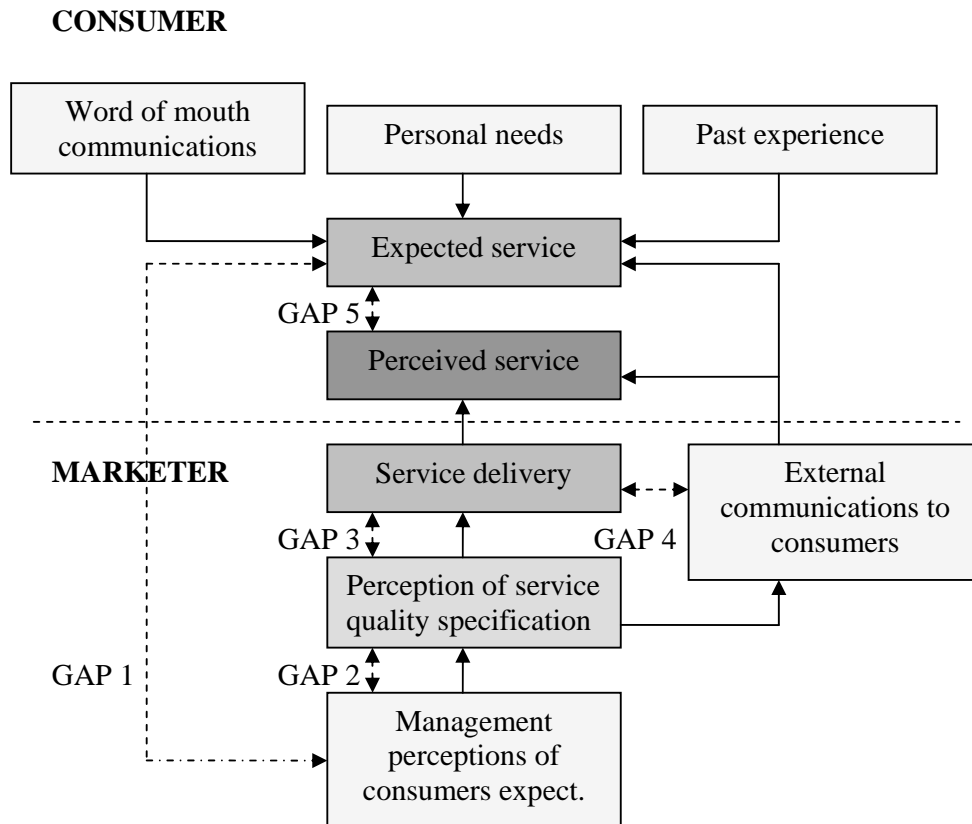 CONSUMER
Word of mouth
communications
Personal needs
Past experience
Expected service
GAP 5
Perceived service
MARKETER
Service delivery
External
communications to
consumers
GAP 3
GAP 4
Perception of service
quality specification
GAP 1
GAP 2
Management
perceptions of
consumers expect.